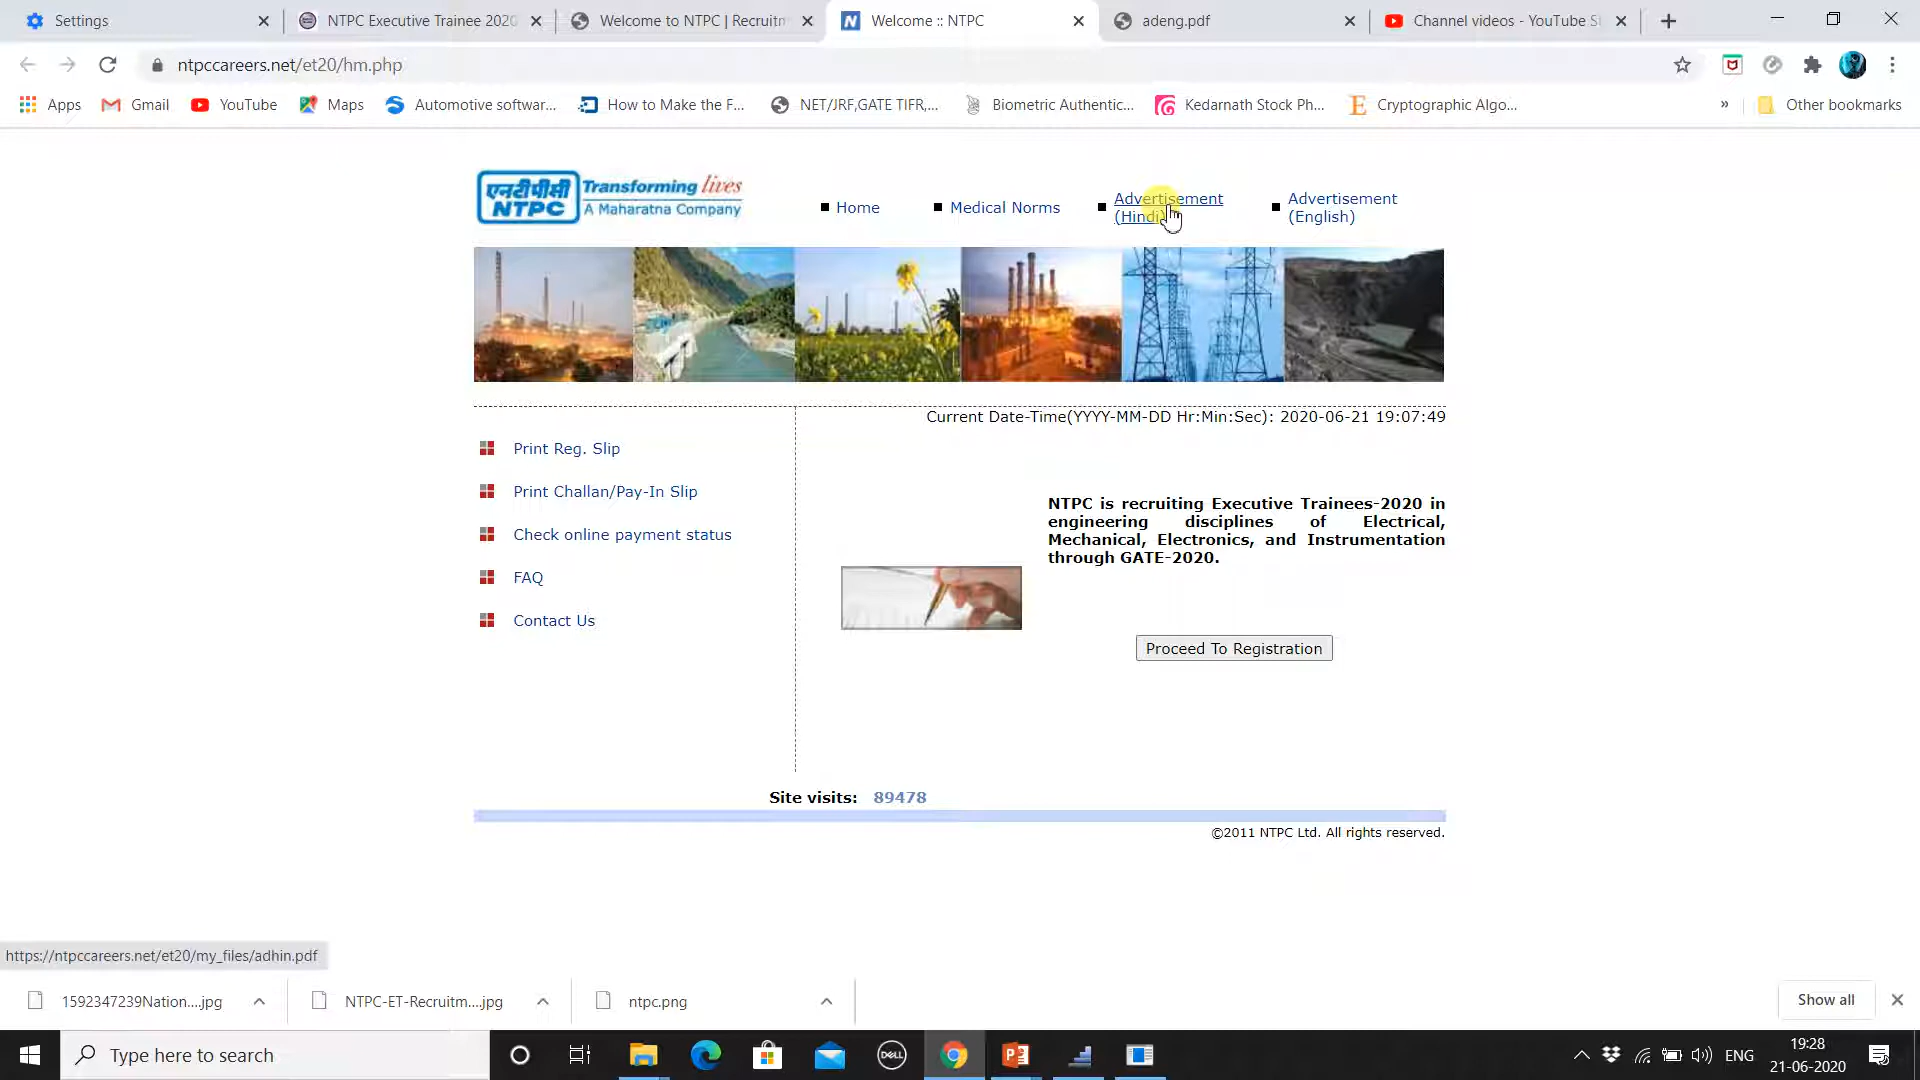 Settings
NTPC Executive Trainee 2020
Welcome to NTPC | Recruitm
Welcome :: NTPC
adeng.pdf
Channel videos - YouTube S
ntpccareers.net/et20/hm.php
Apps
Gmail
YouTube
Maps
Automotive softwar...
How to Make the F...
NET/JRF,GATE TIFR,...
Biometric Authentic...
Kedarnath Stock Ph...
Cryptographic Algo...
»
Other bookmarks
एनटीपीसी
NTPC
Transforming lives
A Maharatna Company
Home
Medical Norms
Advertisement
(Hindi)
Advertisement
(English)
Current Date-Time(YYYY-MM-DD Hr:Min:Sec): 2020-06-21 19:07:49
Print Reg. Slip
Print Challan/Pay-In Slip
Check online payment status
FAQ
Contact Us
NTPC is recruiting Executive Trainees-2020 in
engineering disciplines of Electrical,
Mechanical, Electronics, and Instrumentation
through GATE-2020.
Proceed To Registration
Site visits: 89478
©2011 NTPC Ltd. All rights reserved.
https://ntpccareers.net/et20/my_files/adhin.pdf
1592347239Nation....jpg
NTPC-ET-Recruitm....jpg
ntpc.png
Show all
Type here to search
DELL
ENG
19:28
21-06-2020